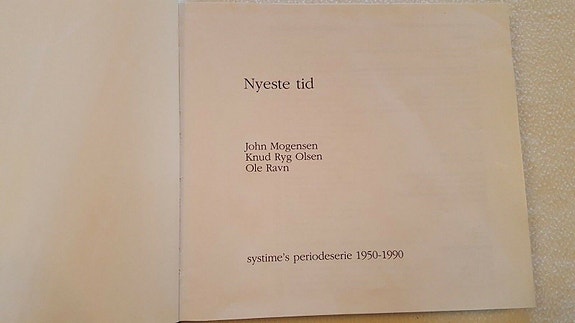 Nyeste tid
John Mogensen
Knud Ryg Olsen
Ole Ravn
systime's periodeserie 1950-1990